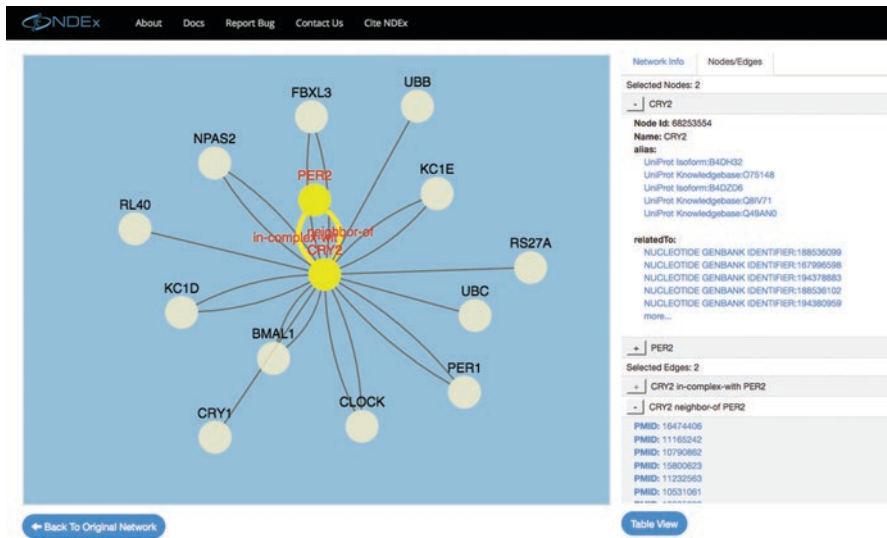 NDEx
About Docs Report Bug Contact Us Cite NDEx
FBXL3
UBB
NPAS2
PER2
KC1E
RL40
in-complex-wit
neighbor-of
CRY2
RS27A
KC1D
UBC
BMAL1
PER1
CRY1
CLOCK
Back To Original Network
Network Info Nodes/Edges
Selected Nodes: 2
- CRY2
Node Id: 68253554
Name: CRY2
alias:
UniProt Isoform:B4DH32
UniProt Knowledgebase:O75148
UniProt Isoform:B4DZD6
UniProt Knowledgebase:Q8IV71
UniProt Knowledgebase:Q49AN0
relatedTo:
NUCLEOTIDE GENBANK IDENTIFIER:188536099
NUCLEOTIDE GENBANK IDENTIFIER:167996598
NUCLEOTIDE GENBANK IDENTIFIER:194378883
NUCLEOTIDE GENBANK IDENTIFIER:188536102
NUCLEOTIDE GENBANK IDENTIFIER:194380959
more...
+ PER2
Selected Edges: 2
+ CRY2 in-complex-with PER2
- CRY2 neighbor-of PER2
PMID: 16474406
PMID: 11165242
PMID: 10790862
PMID: 15800623
PMID: 11232563
PMID: 10531061
Table View